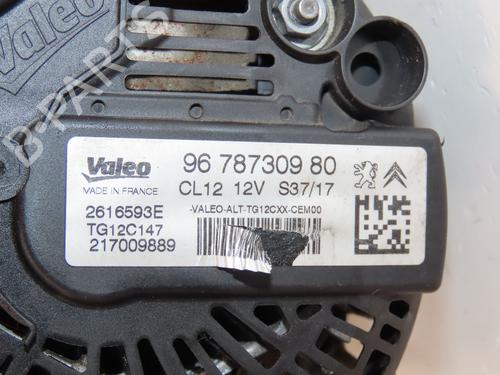 Valeo
B-PARTS
Valeo 96 787309 80
MADE IN FRANCE CL12 12V S37/17
2616593E -VALEO-ALT-TG12CXX-CEM00
TG12C147
217009889